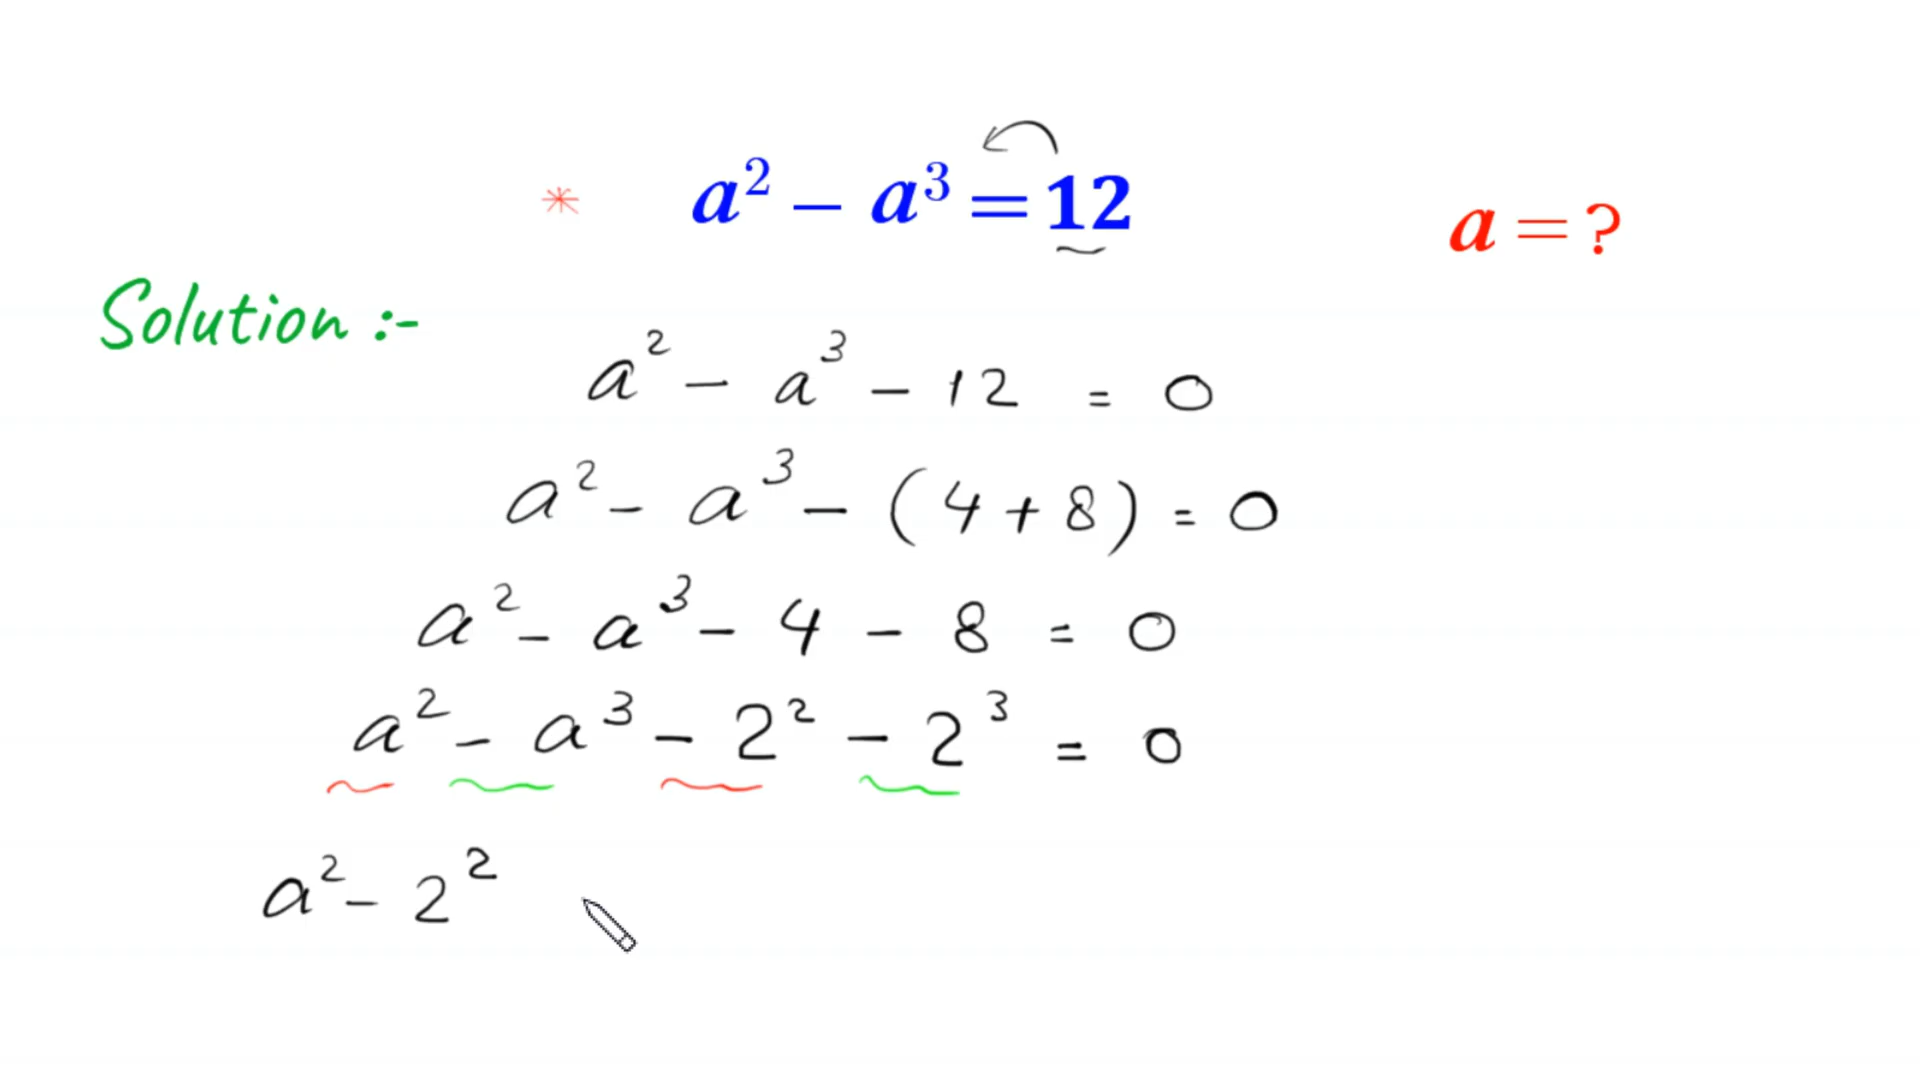 * a² − a³ = 12
a = ?
Solution :-
a² − a³ − 12 = 0
a² − a³ − (4 + 8) = 0
a² − a³ − 4 − 8 = 0
a² − a³ − 2² − 2³ = 0
a² − 2²